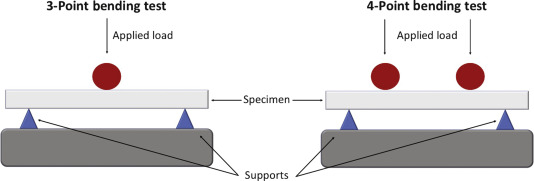 3-Point bending test
4-Point bending test
Applied load
Applied load
Specimen
Supports